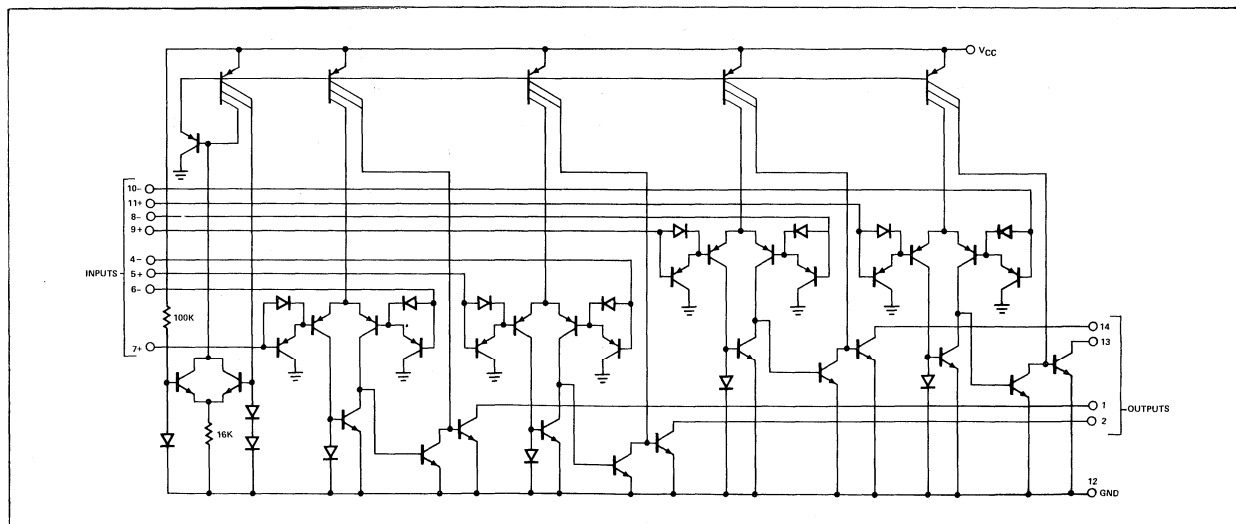 VCC
10–
11+
8–
9+
4–
INPUTS
5+
6–
100K
7+
14
13
16K
1
OUTPUTS
2
12
GND